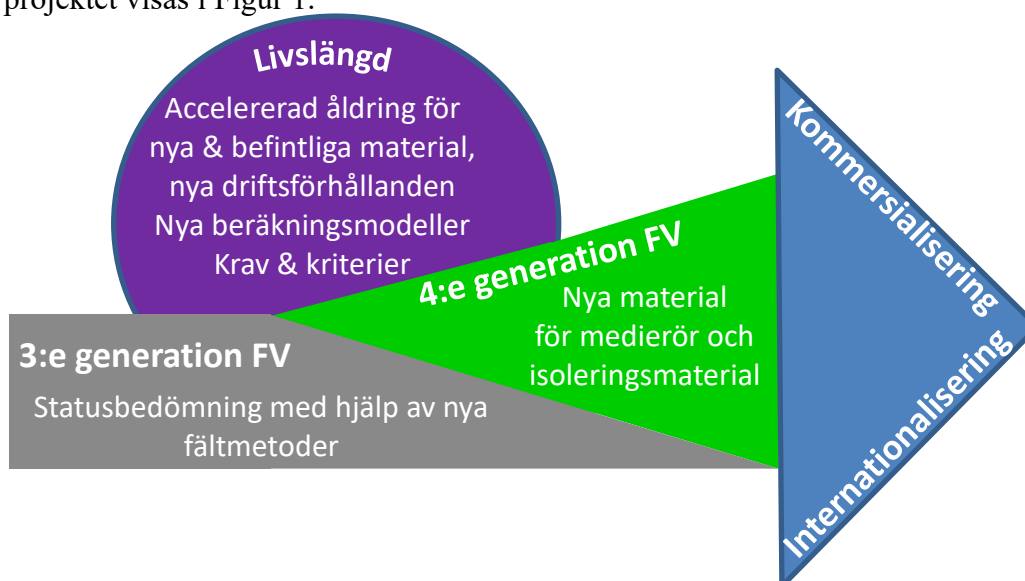 projektet visas i Figur 1.
Livslängd
Accelererad åldring för
nya & befintliga material,
nya driftsförhållanden
Nya beräkningsmodeller
Krav & kriterier
4:e generation FV
Nya material
för medierör och
isoleringsmaterial
3:e generation FV
Statusbedömning med hjälp av nya
fältmetoder
Kommersialisering
Internationalisering